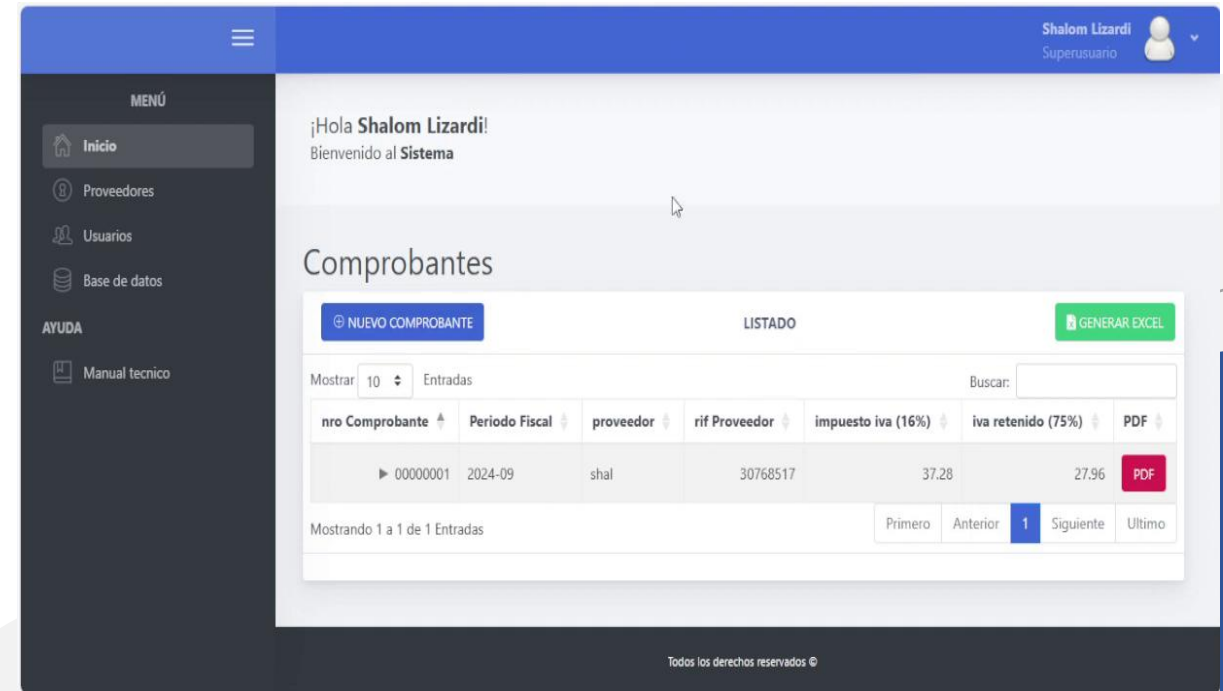 Shalom Lizardi
Superusuario
MENÚ
Inicio
Proveedores
Usuarios
Base de datos
AYUDA
Manual tecnico
¡Hola Shalom Lizardi!
Bienvenido al Sistema
Comprobantes
NUEVO COMPROBANTE LISTADO GENERAR EXCEL
Mostrar 10 Entradas Buscar:
nro Comprobante Periodo Fiscal proveedor rif Proveedor impuesto iva (16%) iva retenido (75%) PDF
00000001 2024-09 shal 30768517 37.28 27.96 PDF
Mostrando 1 a 1 de 1 Entradas Primero Anterior 1 Siguiente Ultimo
Todos los derechos reservados ©